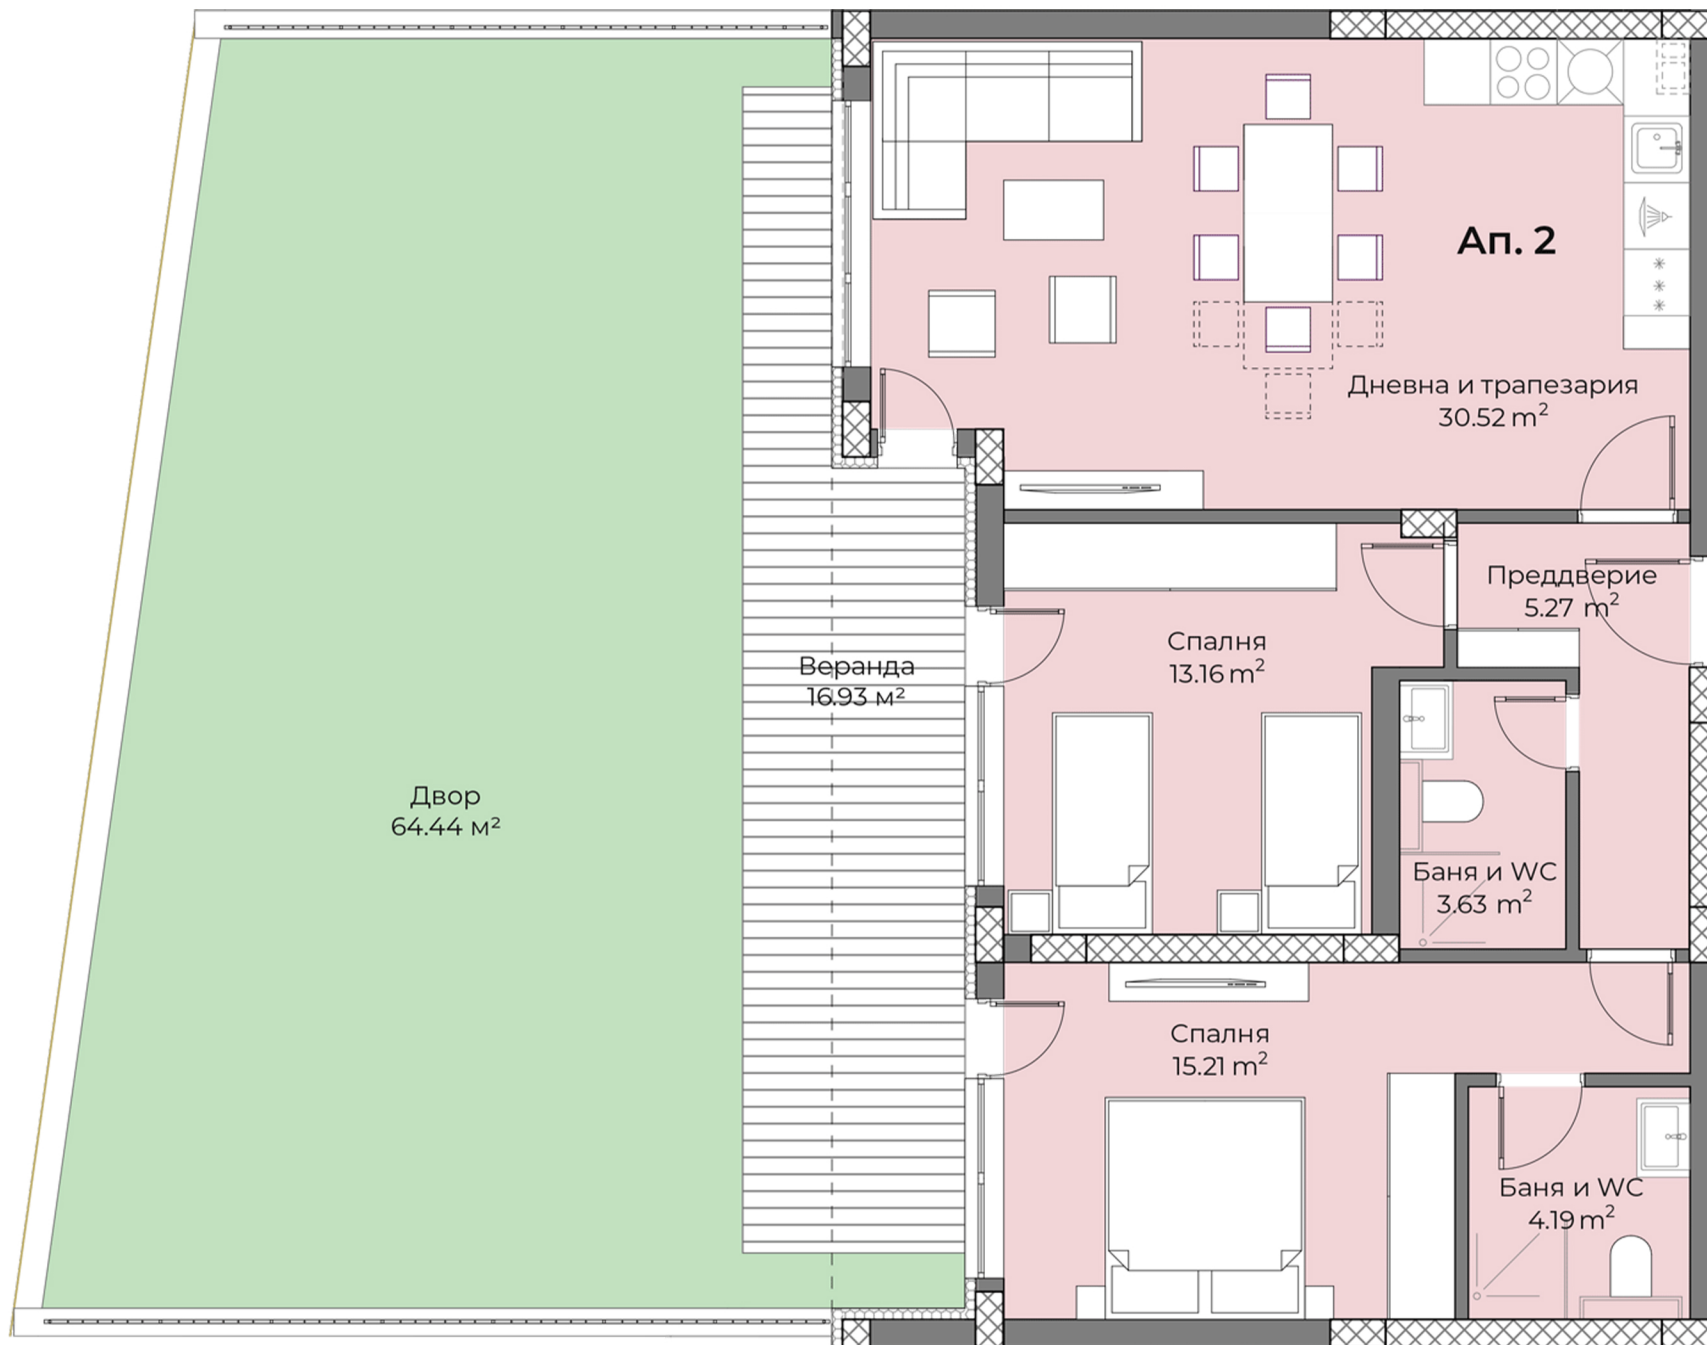 Ап. 2
Дневна и трапезария
30.52 m²
Преддверие
5.27 m²
Спалня
13.16 m²
Веранда
16.93 м²
Двор
64.44 м²
Баня и WC
3.63 m²
Спалня
15.21 m²
Баня и WC
4.19 m²